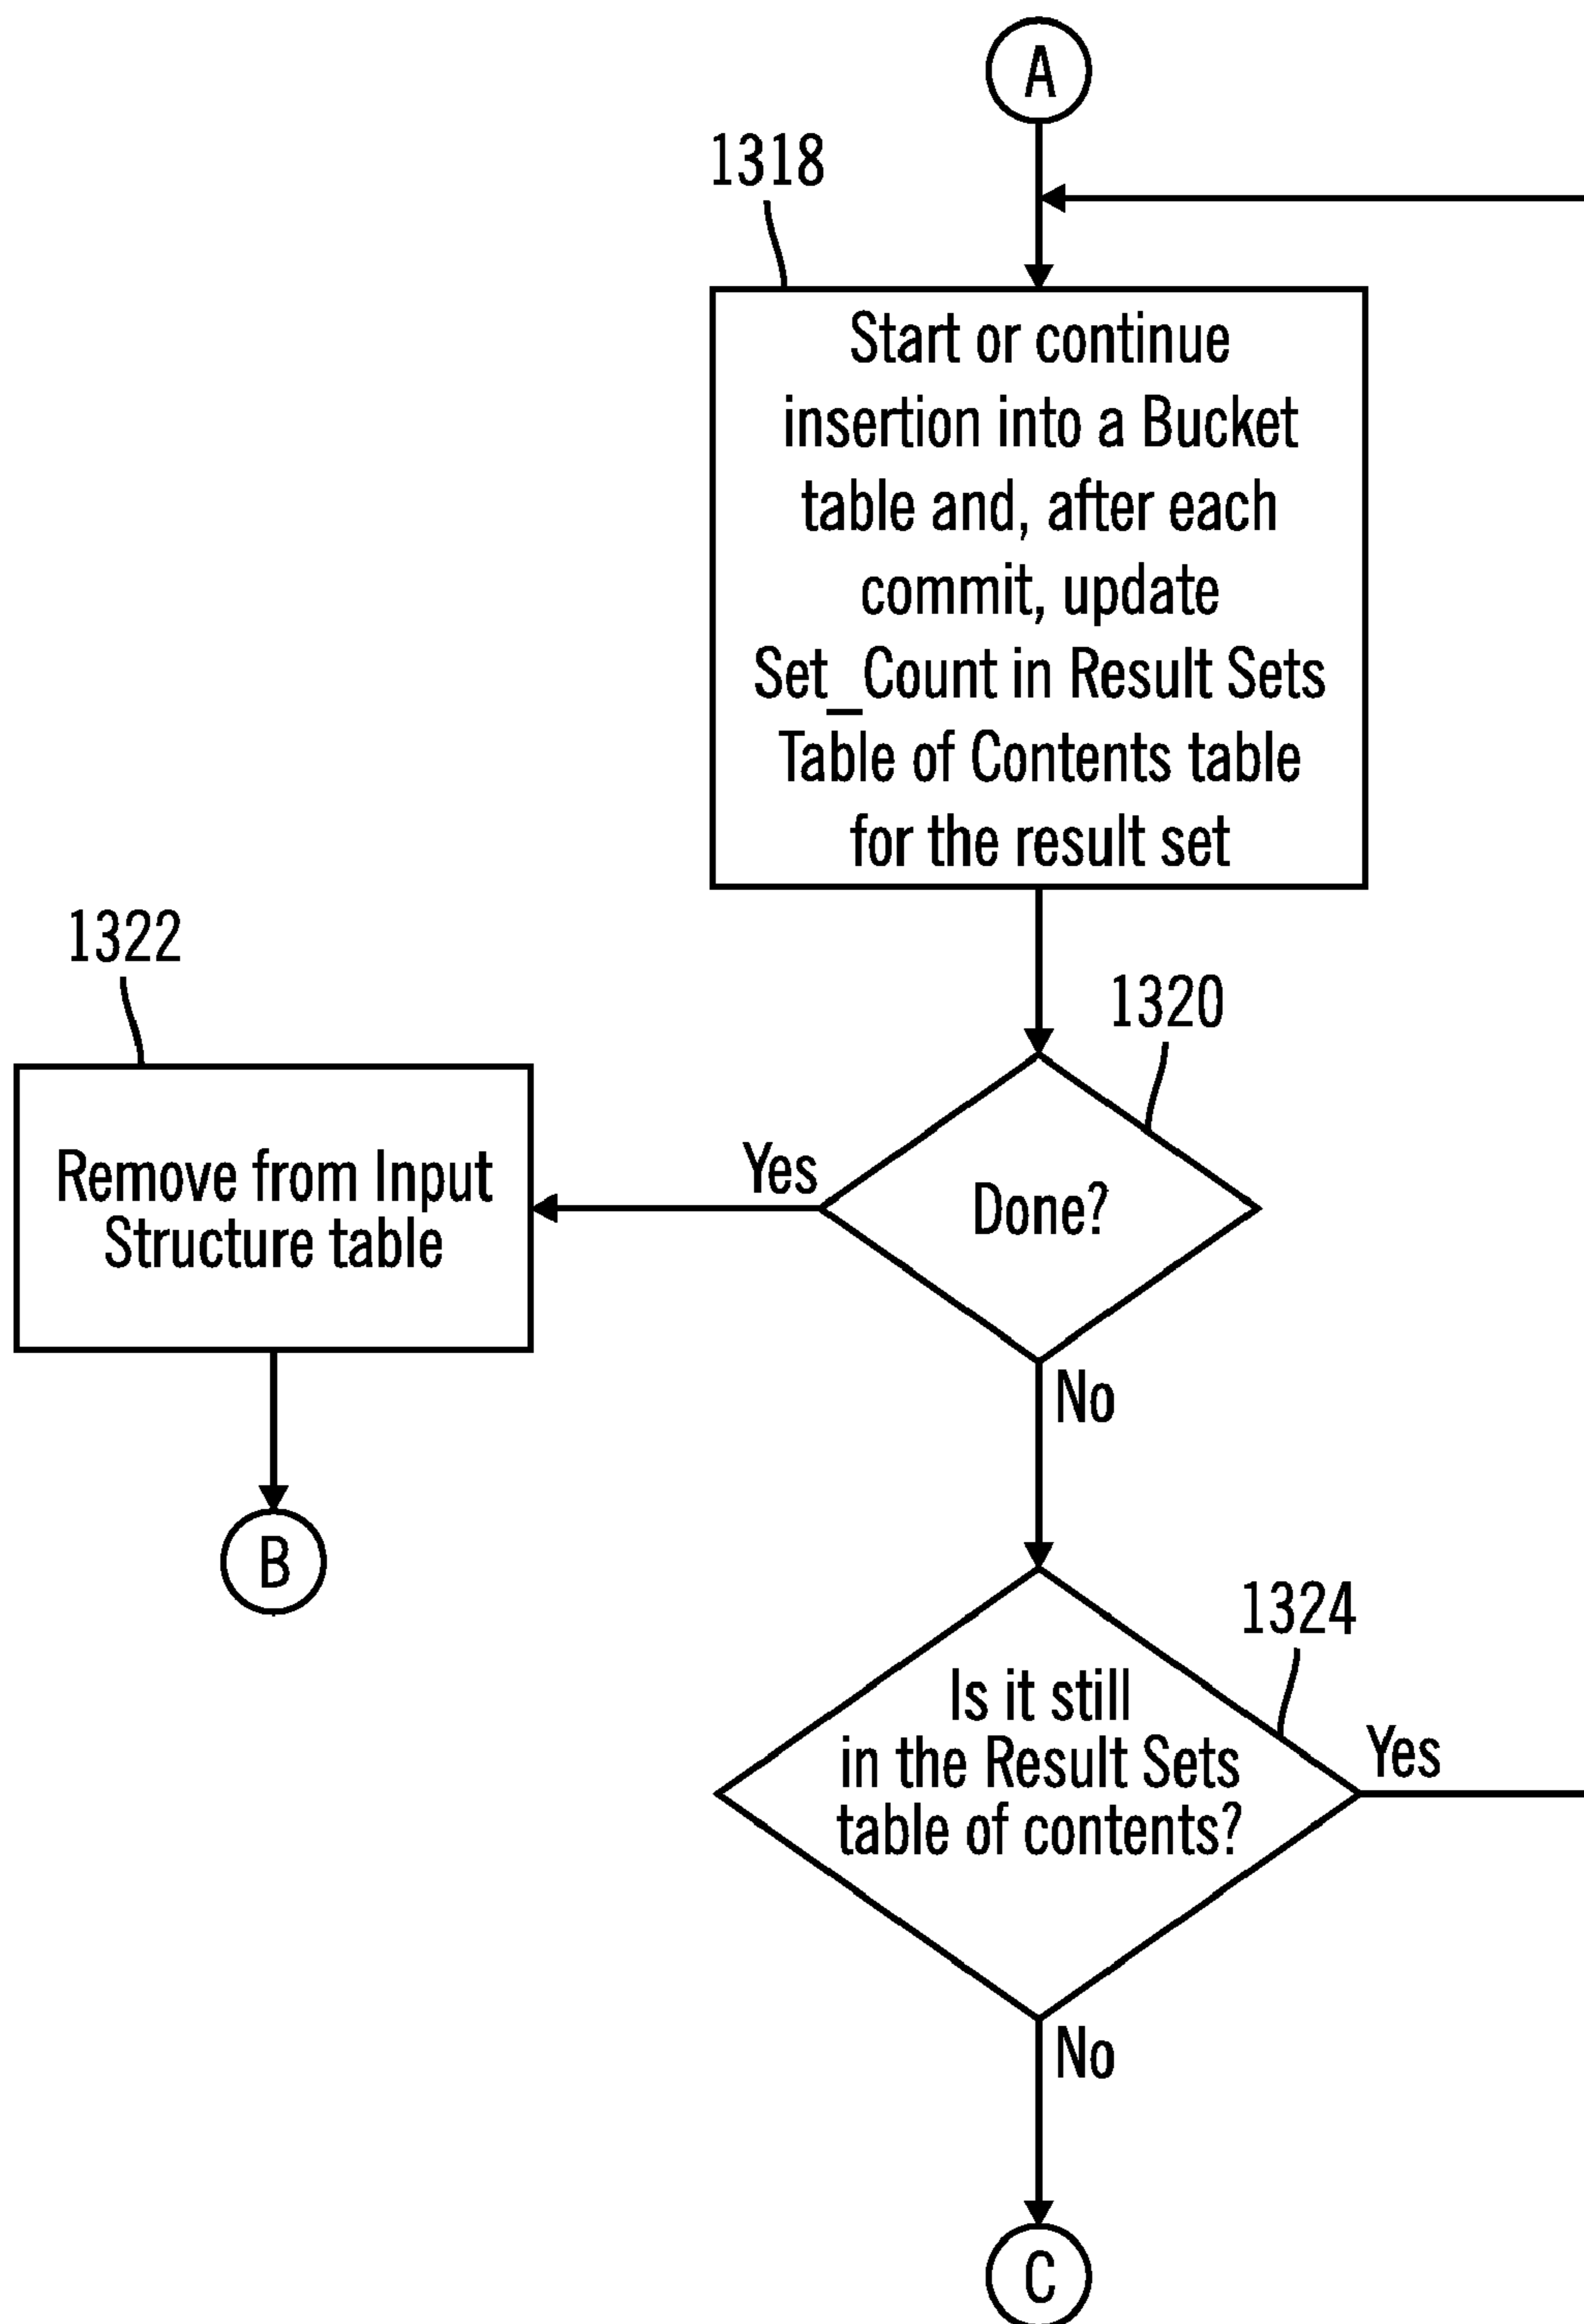 A
1318
Start or continue
insertion into a Bucket
table and, after each
commit, update
Set_Count in Result Sets
Table of Contents table
for the result set
1322
1320
Remove from Input
Structure table
Yes
Done?
No
B
1324
Is it still
in the Result Sets
table of contents?
Yes
No
C